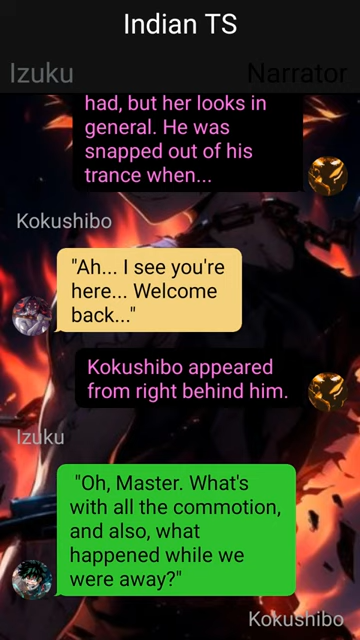 Indian TS
Izuku
Narrator
had, but her looks in
general. He was
snapped out of his
trance when...
Kokushibo
"Ah... I see you're
here... Welcome
back..."
Kokushibo appeared
from right behind him.
Izuku
"Oh, Master. What's
with all the commotion,
and also, what
happened while we
were away?"
Kokushibo